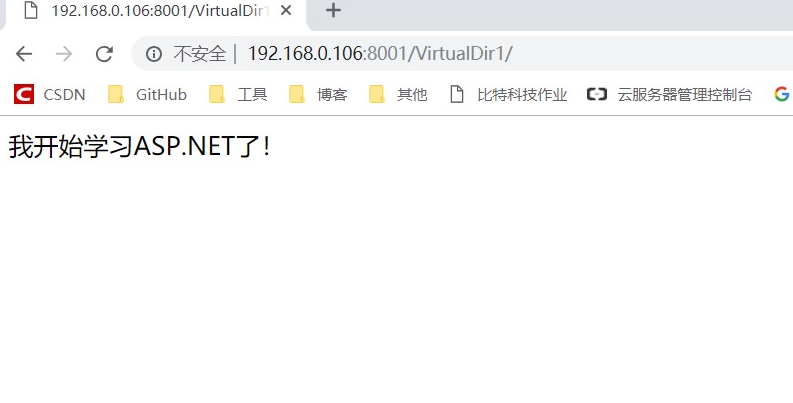 192.168.0.106:8001/VirtualDir1
不安全 | 192.168.0.106:8001/VirtualDir1/
CSDN GitHub 工具 博客 其他 比特科技作业 云服务器管理控制台
我开始学习ASP.NET了！